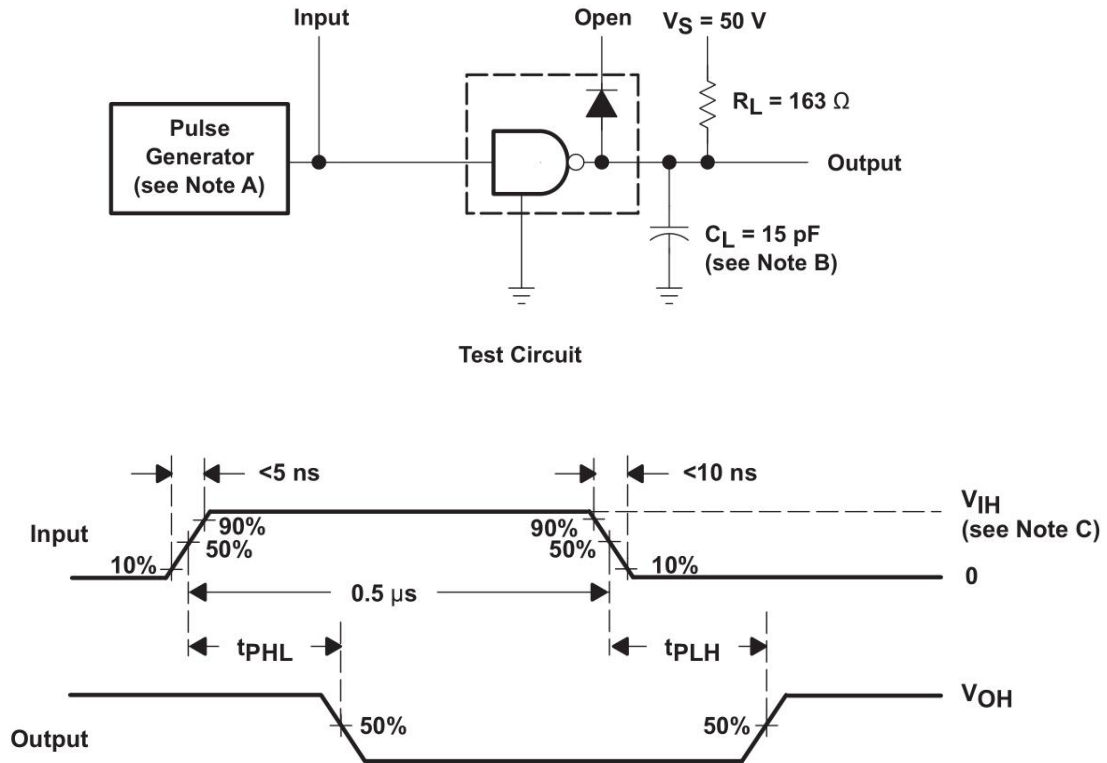 Input
Open
VS = 50 V
Pulse
Generator
(see Note A)
RL = 163 Ω
Output
CL = 15 pF
(see Note B)
Test Circuit
<5 ns
<10 ns
Input
90%
50%
10%
90%
50%
10%
VIH
(see Note C)
0
0.5 µs
tPHL
tPLH
Output
50%
50%
VOH